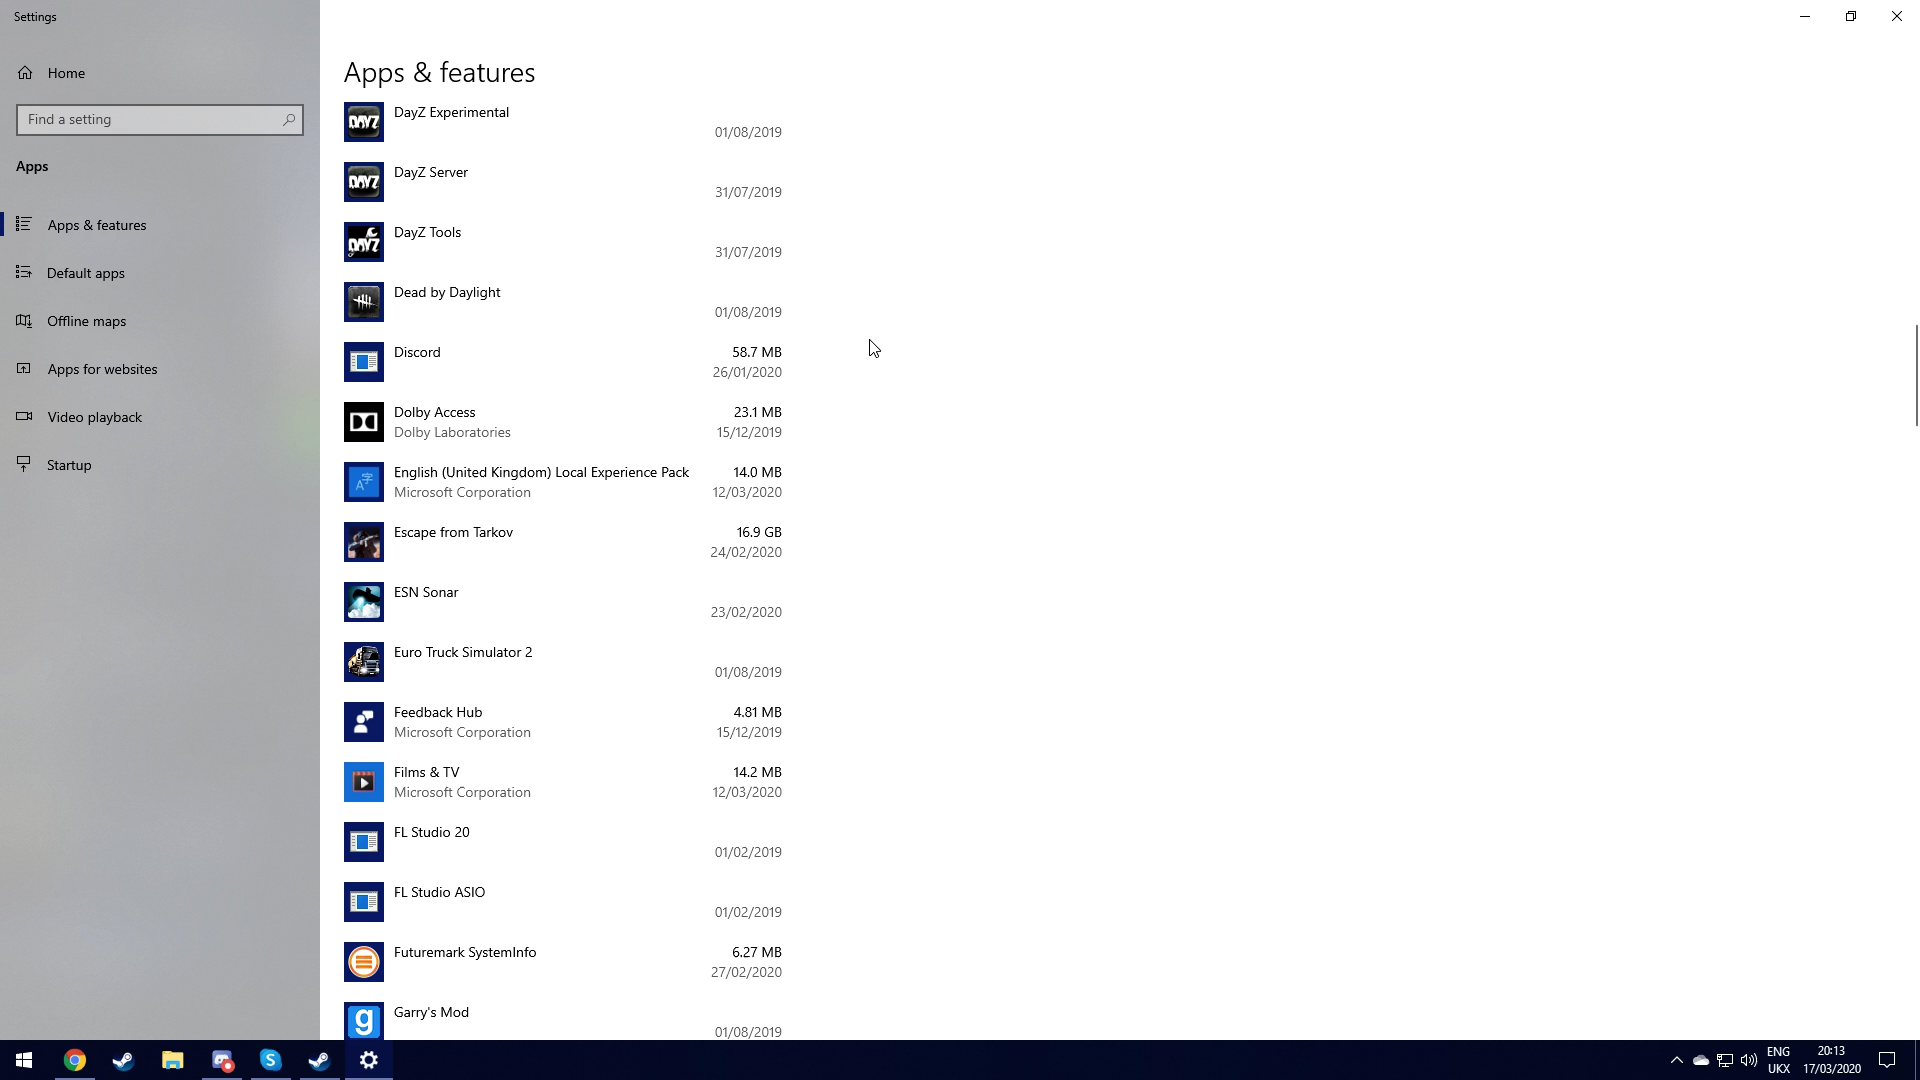 Settings
Home
Find a setting
Apps
Apps & features
Default apps
Offline maps
Apps for websites
Video playback
Startup
Apps & features
DayZ Experimental
01/08/2019
DayZ Server
31/07/2019
DayZ Tools
31/07/2019
Dead by Daylight
01/08/2019
Discord 58.7 MB
26/01/2020
Dolby Access 23.1 MB
Dolby Laboratories 15/12/2019
English (United Kingdom) Local Experience Pack 14.0 MB
Microsoft Corporation 12/03/2020
Escape from Tarkov 16.9 GB
24/02/2020
ESN Sonar
23/02/2020
Euro Truck Simulator 2
01/08/2019
Feedback Hub 4.81 MB
Microsoft Corporation 15/12/2019
Films & TV 14.2 MB
Microsoft Corporation 12/03/2020
FL Studio 20
01/02/2019
FL Studio ASIO
01/02/2019
Futuremark SystemInfo 6.27 MB
27/02/2020
Garry's Mod
01/08/2019
ENG 20:13
UKX 17/03/2020